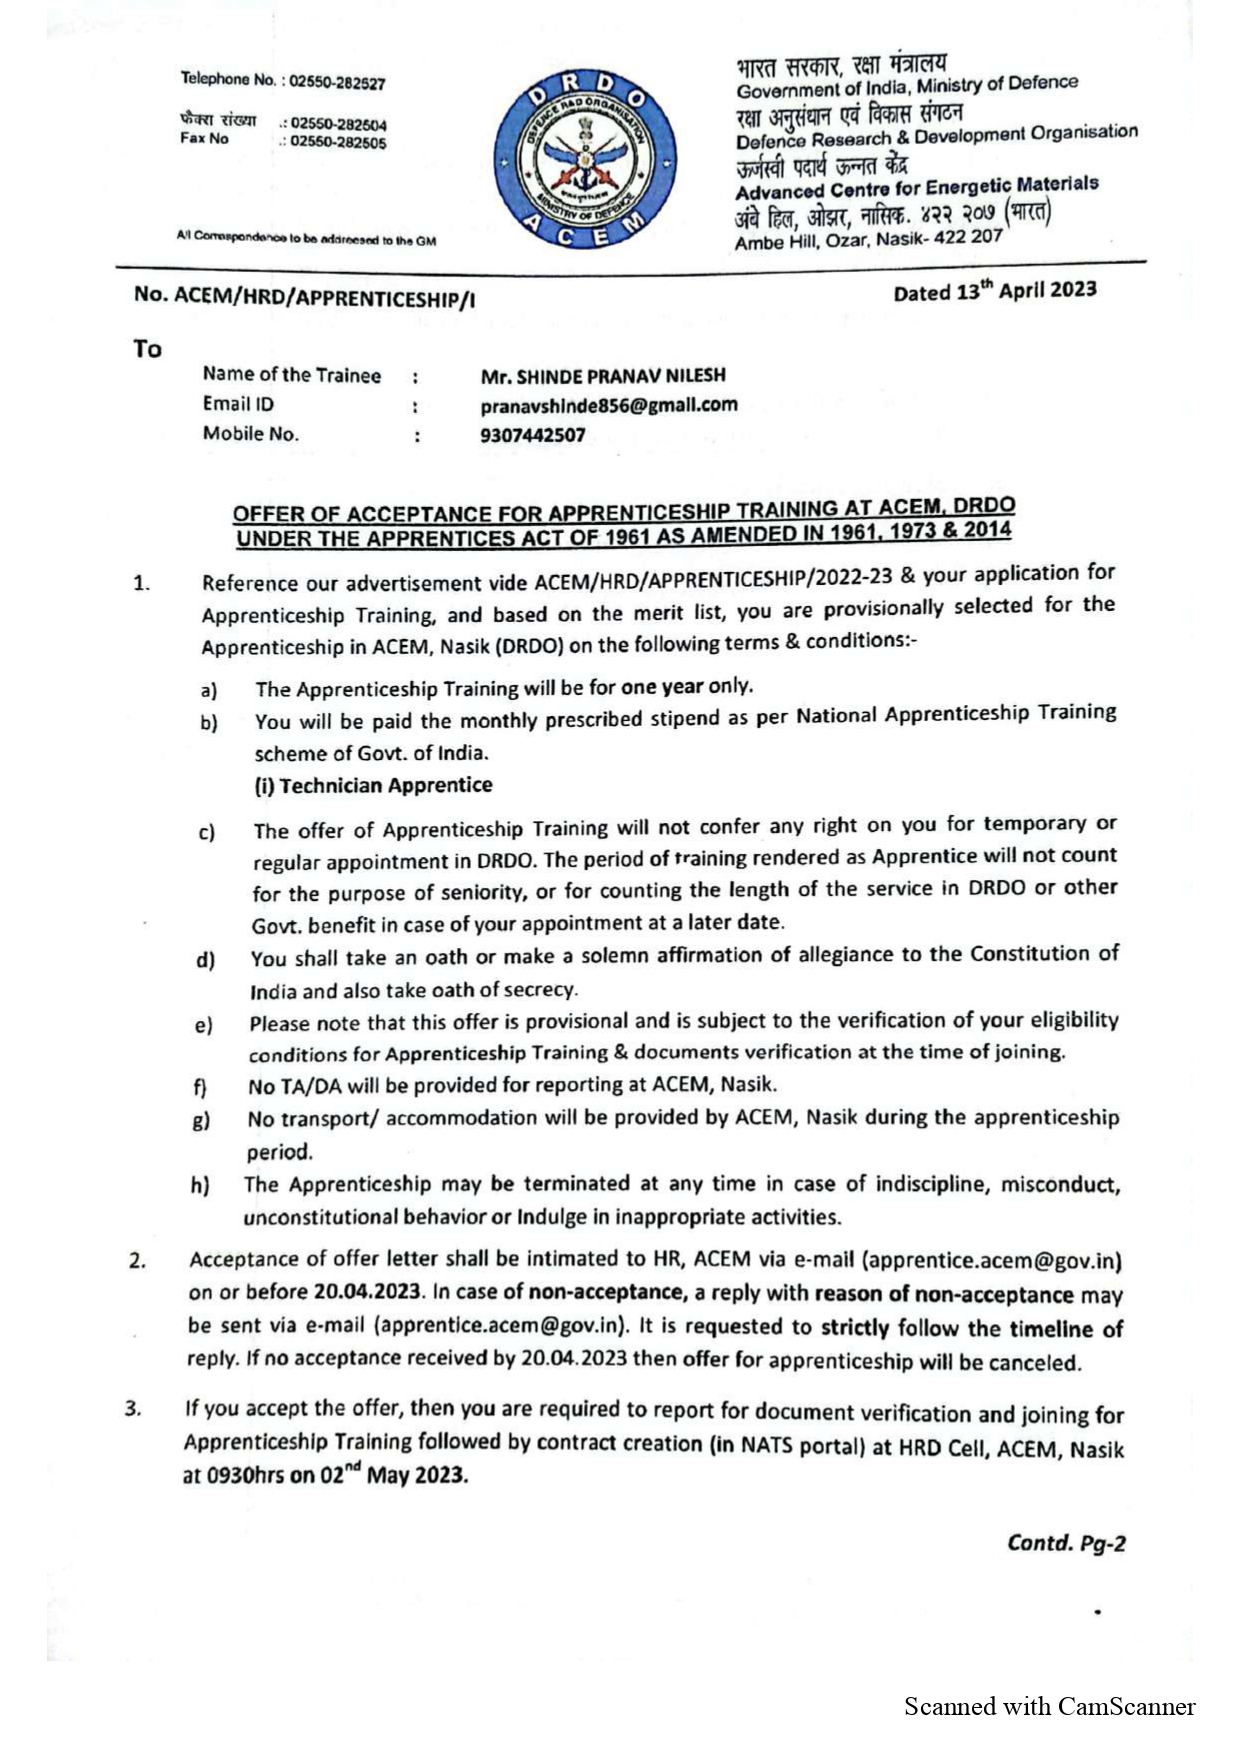 Telephone No. : 02550-282527
फैक्स संख्या .: 02550-282504
Fax No .: 02550-282505
All Correspondence to be addressed to the GM
DRDO
DEFENCE R&D ORGANISATION
MINISTRY OF DEFENCE
ACEM
भारत सरकार, रक्षा मंत्रालय
Government of India, Ministry of Defence
रक्षा अनुसंधान एवं विकास संगटन
Defence Research & Development Organisation
ऊर्जस्वी पदार्थ ऊन्नत केंद्र
Advanced Centre for Energetic Materials
अंबे हिल, ओझर, नासिक. ४२२ २०७ (भारत)
Ambe Hill, Ozar, Nasik- 422 207
No. ACEM/HRD/APPRENTICESHIP/I
Dated 13th April 2023
To
Name of the Trainee : Mr. SHINDE PRANAV NILESH
Email ID : pranavshinde856@gmail.com
Mobile No. : 9307442507
OFFER OF ACCEPTANCE FOR APPRENTICESHIP TRAINING AT ACEM, DRDO
UNDER THE APPRENTICES ACT OF 1961 AS AMENDED IN 1961, 1973 & 2014
1. Reference our advertisement vide ACEM/HRD/APPRENTICESHIP/2022-23 & your application for
Apprenticeship Training, and based on the merit list, you are provisionally selected for the
Apprenticeship in ACEM, Nasik (DRDO) on the following terms & conditions:-
a) The Apprenticeship Training will be for one year only.
b) You will be paid the monthly prescribed stipend as per National Apprenticeship Training
scheme of Govt. of India.
(i) Technician Apprentice
c) The offer of Apprenticeship Training will not confer any right on you for temporary or
regular appointment in DRDO. The period of training rendered as Apprentice will not count
for the purpose of seniority, or for counting the length of the service in DRDO or other
Govt. benefit in case of your appointment at a later date.
d) You shall take an oath or make a solemn affirmation of allegiance to the Constitution of
India and also take oath of secrecy.
e) Please note that this offer is provisional and is subject to the verification of your eligibility
conditions for Apprenticeship Training & documents verification at the time of joining.
f) No TA/DA will be provided for reporting at ACEM, Nasik.
g) No transport/ accommodation will be provided by ACEM, Nasik during the apprenticeship
period.
h) The Apprenticeship may be terminated at any time in case of indiscipline, misconduct,
unconstitutional behavior or Indulge in inappropriate activities.
2. Acceptance of offer letter shall be intimated to HR, ACEM via e-mail (apprentice.acem@gov.in)
on or before 20.04.2023. In case of non-acceptance, a reply with reason of non-acceptance may
be sent via e-mail (apprentice.acem@gov.in). It is requested to strictly follow the timeline of
reply. If no acceptance received by 20.04.2023 then offer for apprenticeship will be canceled.
3. If you accept the offer, then you are required to report for document verification and joining for
Apprenticeship Training followed by contract creation (in NATS portal) at HRD Cell, ACEM, Nasik
at 0930hrs on 02nd May 2023.
Contd. Pg-2
Scanned with CamScanner